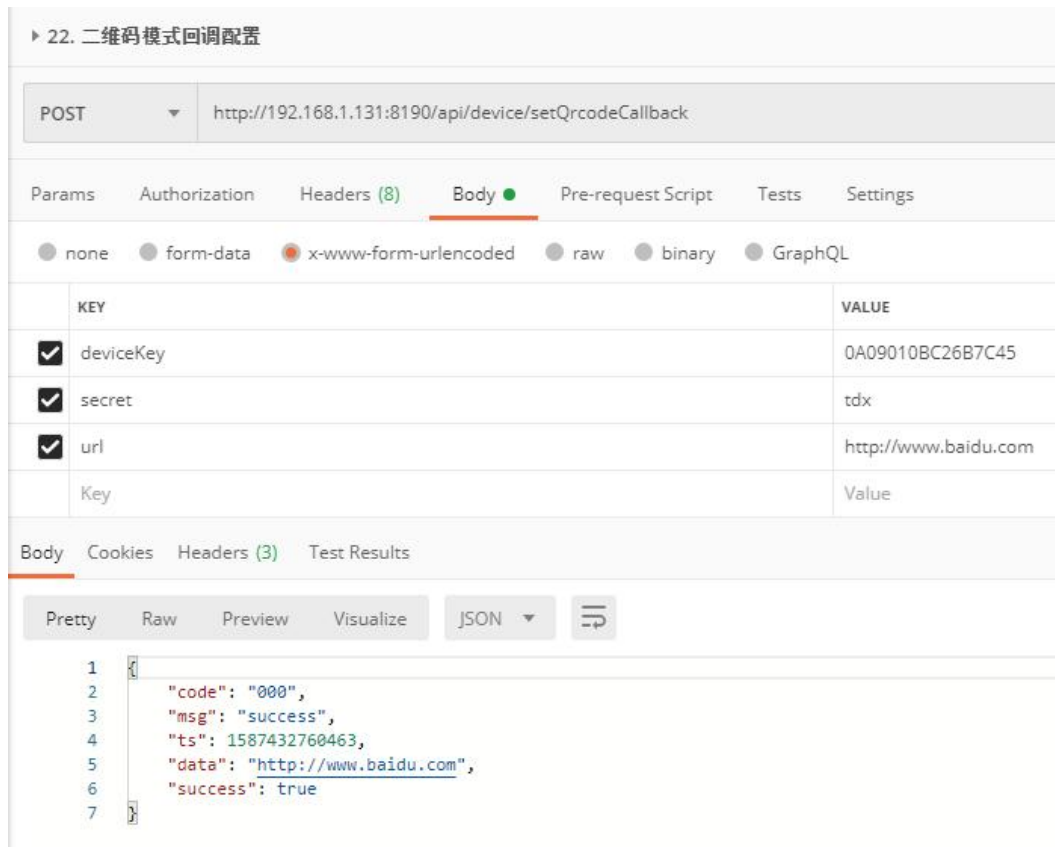 22. 二维码模式回调配置
POST http://192.168.1.131:8190/api/device/setQrcodeCallback
Params Authorization Headers (8) Body Pre-request Script Tests Settings
none form-data x-www-form-urlencoded raw binary GraphQL
KEY VALUE
deviceKey 0A09010BC26B7C45
secret tdx
url http://www.baidu.com
Key Value
Body Cookies Headers (3) Test Results
Pretty Raw Preview Visualize JSON
1 {
2 "code": "000",
3 "msg": "success",
4 "ts": 1587432760463,
5 "data": "http://www.baidu.com",
6 "success": true
7 }